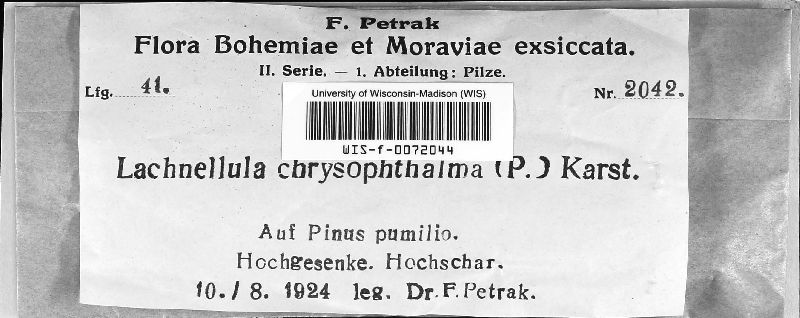 F. Petrak
Flora Bohemiae et Moraviae exsiccata.
II. Serie. — 1. Abteilung: Pilze.
Lfg. 41.
Nr. 2042.
University of Wisconsin-Madison (WIS)
WIS-f-0072044
Lachnellula chrysophthalma (P.) Karst.
Auf Pinus pumilio.
Hochgesenke. Hochschar.
10./8. 1924 leg. Dr. F. Petrak.